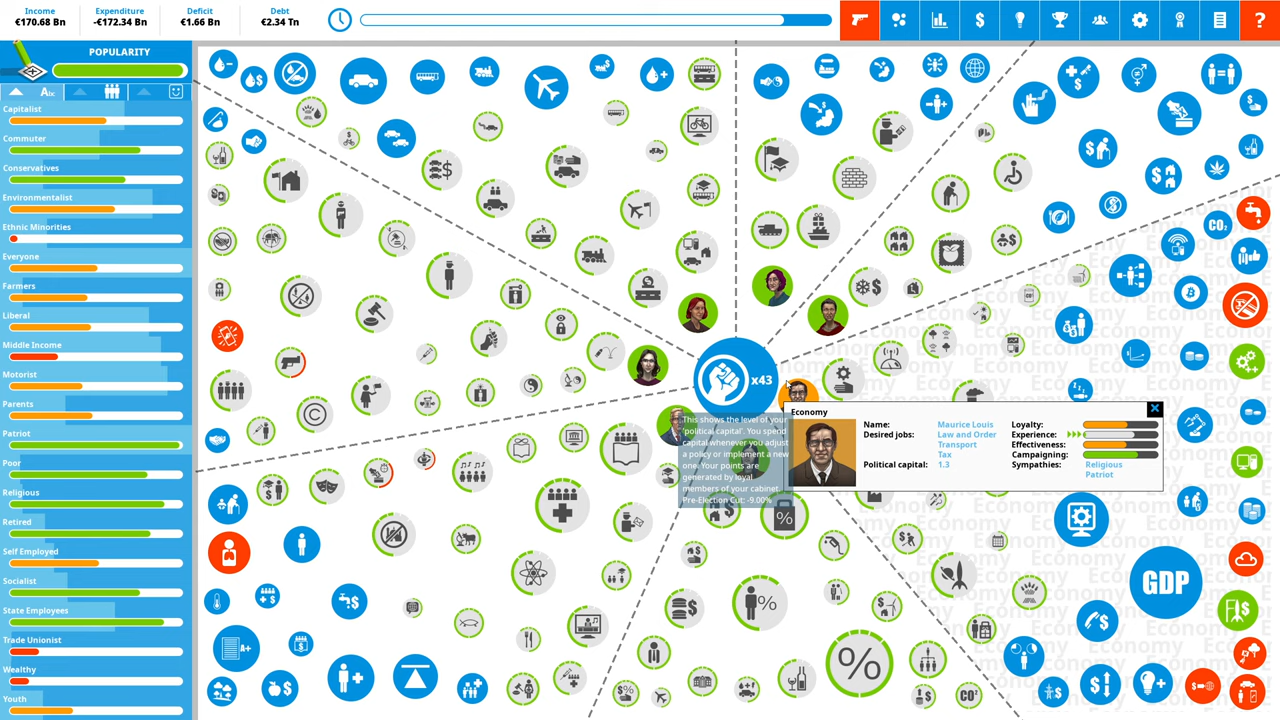 Income
€170.68 Bn
Expenditure
-€172.34 Bn
Deficit
€1.66 Bn
Debt
€2.34 Tn
$
?
POPULARITY
Abc
Capitalist
Commuter
Conservatives
Environmentalist
Ethnic Minorities
Everyone
Farmers
Liberal
Middle Income
Motorist
Parents
Patriot
Poor
Religious
Retired
Self Employed
Socialist
State Employees
Trade Unionist
Wealthy
Youth
x43
This shows the level of your
'political capital'. You spend
capital whenever you adjust
a policy or implement a new
one. Your points are
generated by loyal
members of your cabinet.
Pre-Election Cut: -9.00%
Economy
Name: Maurice Louis
Desired jobs: Law and Order
Transport
Tax
Political capital: 1.3
Loyalty:
Experience:
Effectiveness:
Campaigning:
Sympathies: Religious
Patriot
GDP
CO²
CO²
A+
%
%
%
Economy